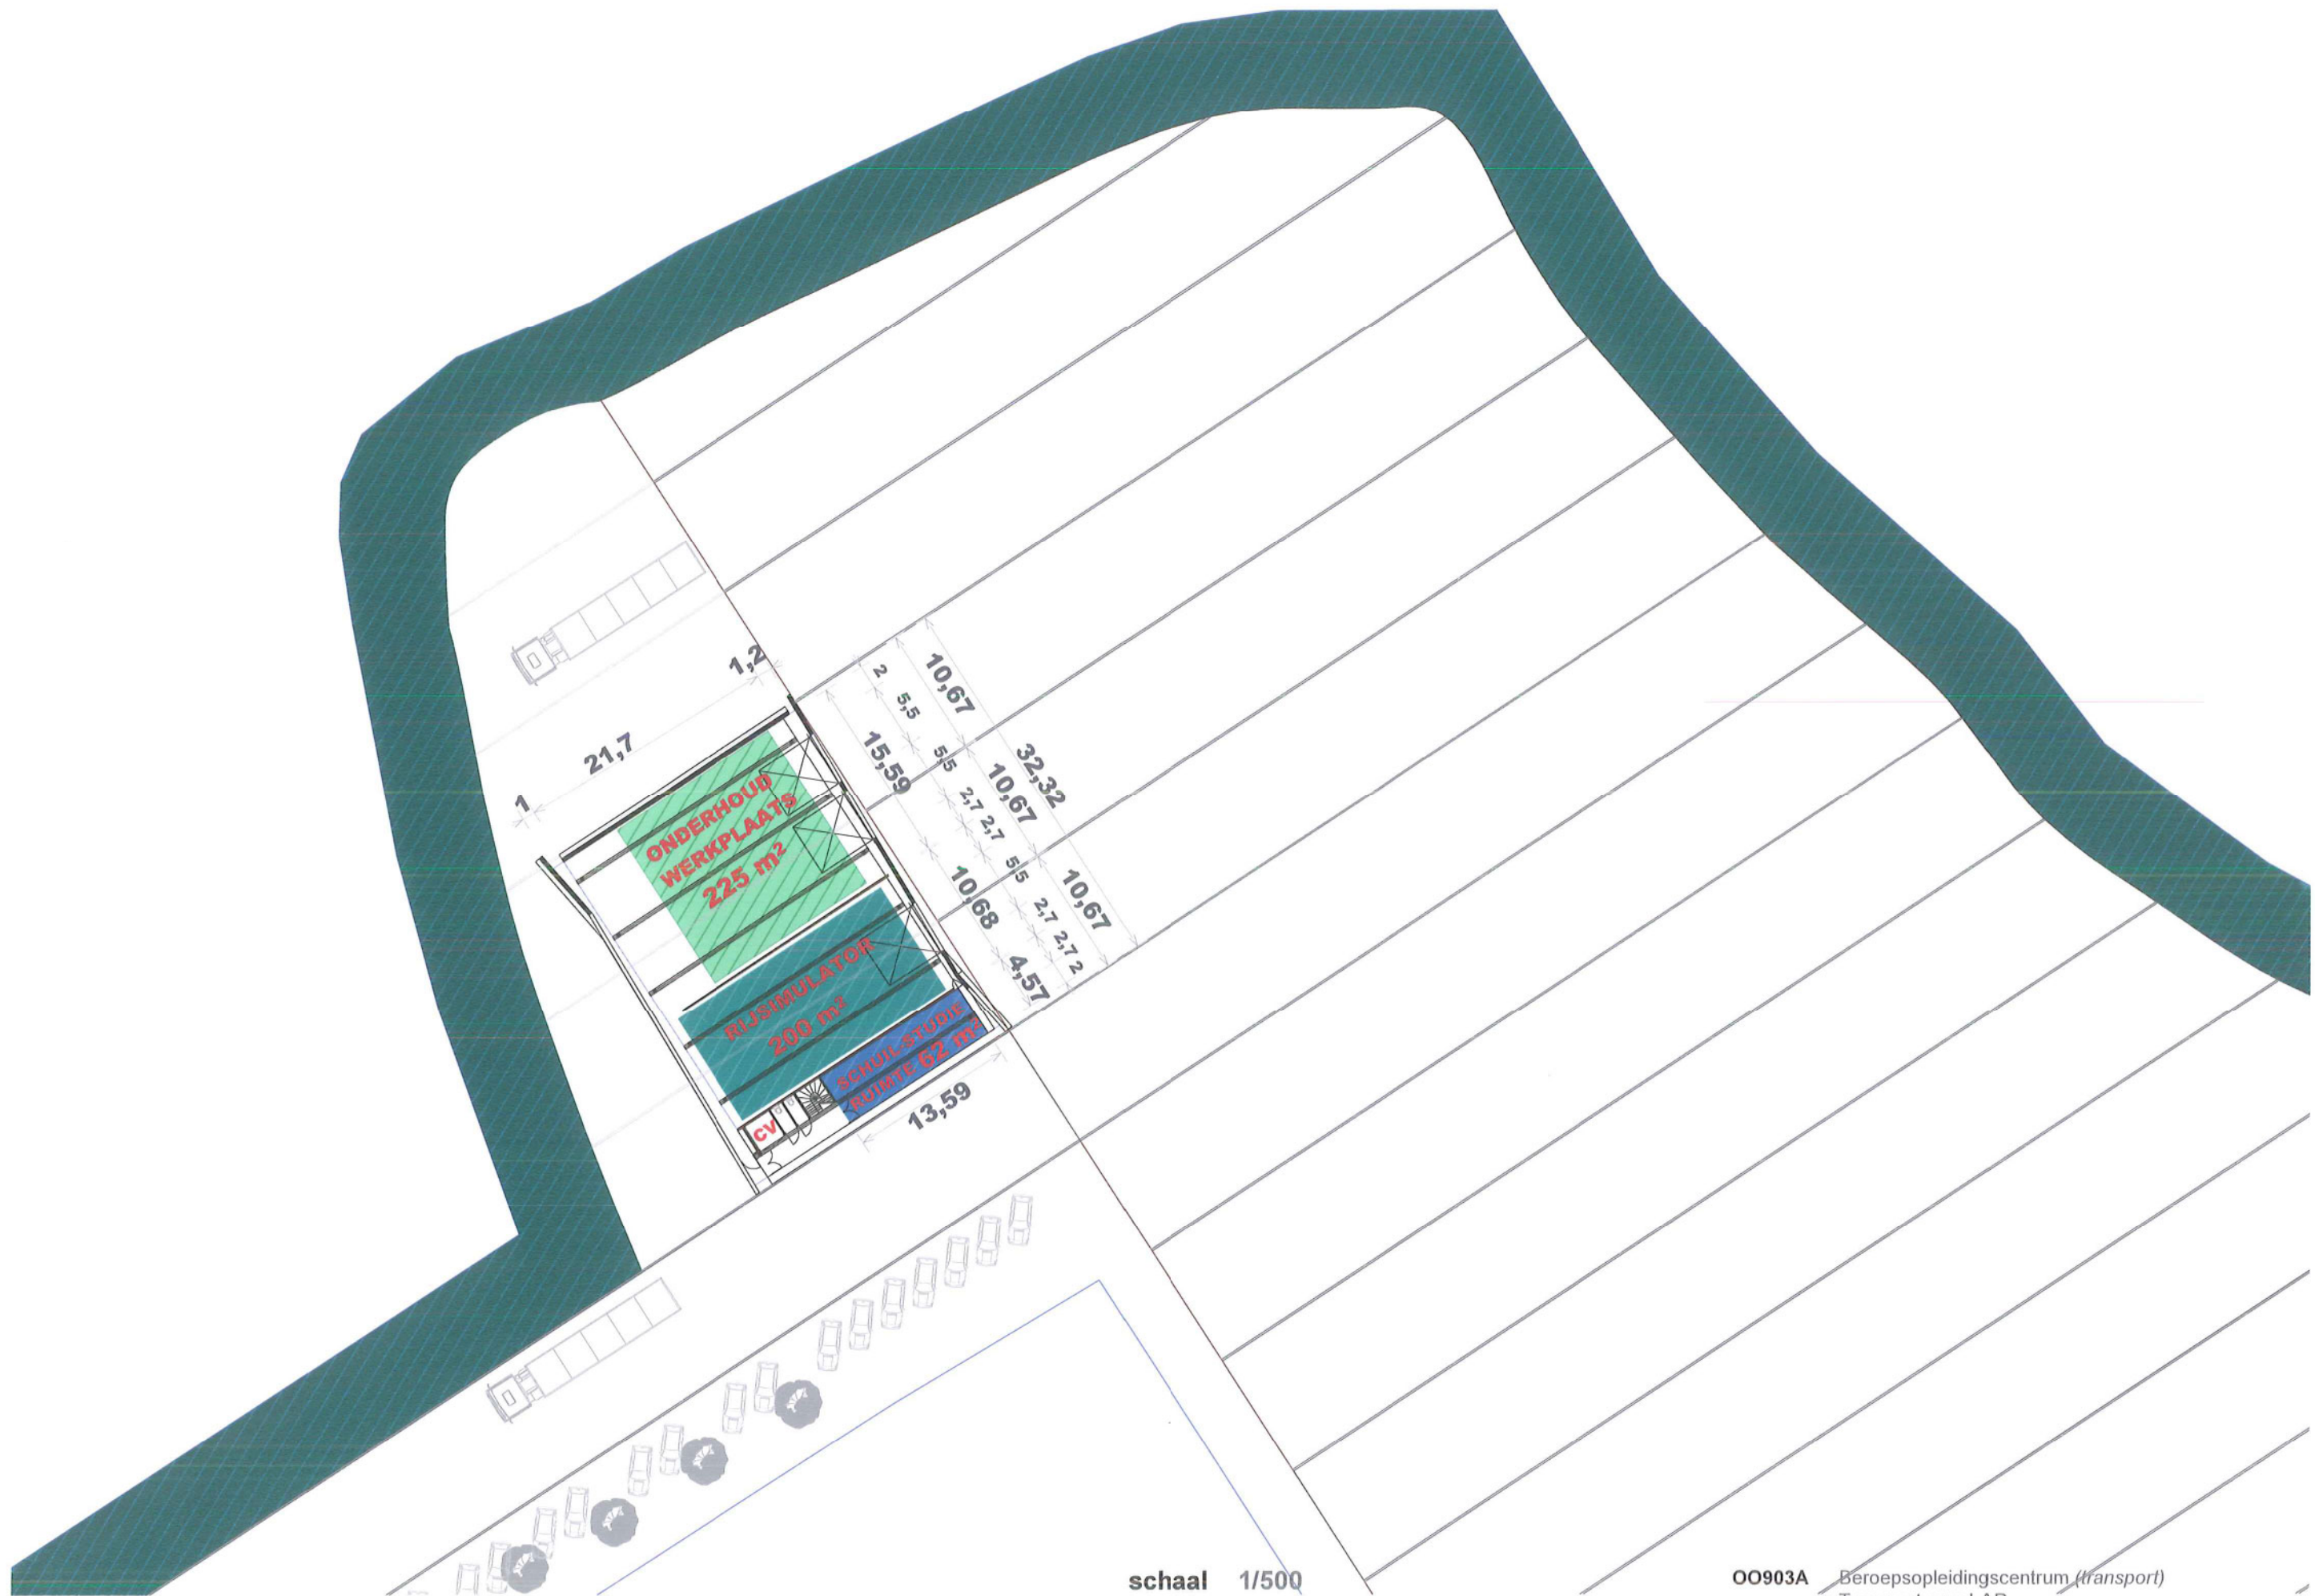 1,2
21,7
1
2
5,5
5,5
2,7
2,7
5,5
2,7
2,7
2
10,67
10,67
10,67
32,32
15,59
10,68
4,57
13,59
ONDERHOUD
WERKPLAATS
225 m²
RIJSIMULATOR
200 m²
SCHUIL-STUDIE
RUIMTE 62 m²
CV
schaal 1/500
OO903A Beroepsopleidingscentrum (transport)